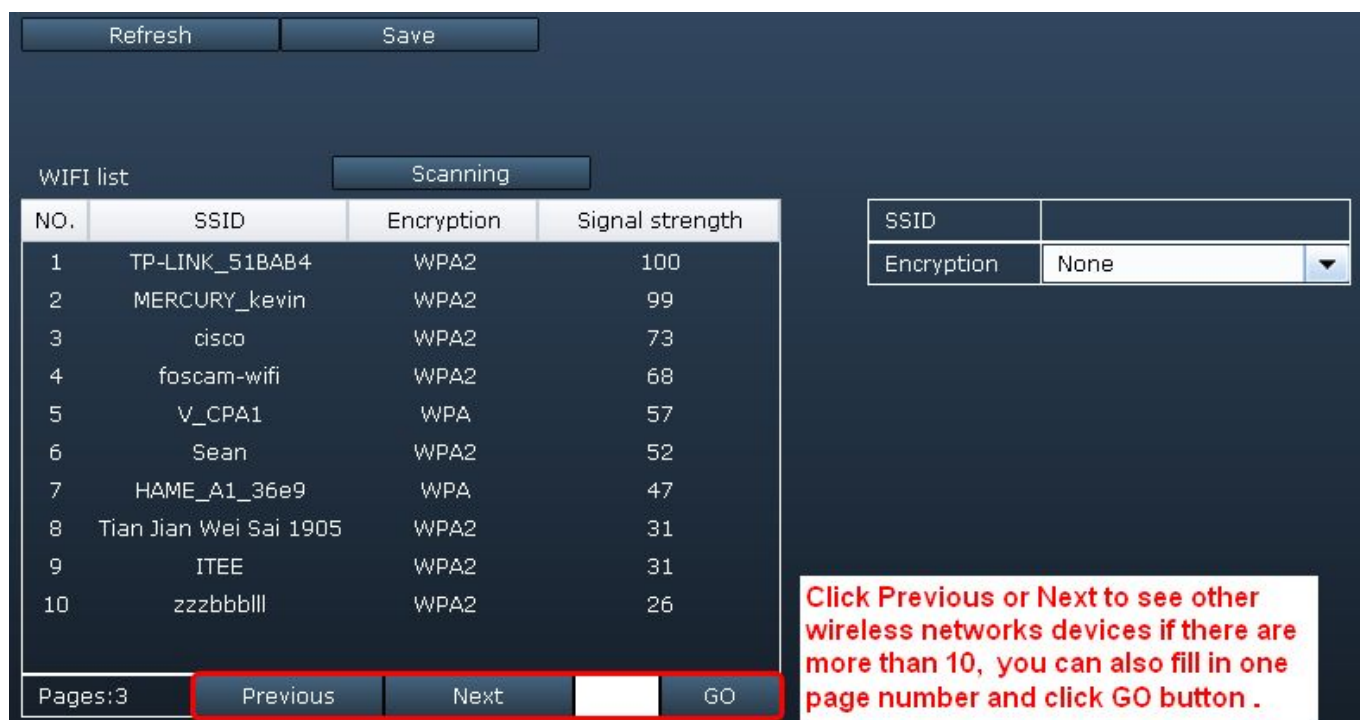 Refresh Save
WIFI list Scanning
NO. SSID Encryption Signal strength
1 TP-LINK_51BAB4 WPA2 100
2 MERCURY_kevin WPA2 99
3 cisco WPA2 73
4 foscam-wifi WPA2 68
5 V_CPA1 WPA 57
6 Sean WPA2 52
7 HAME_A1_36e9 WPA 47
8 Tian Jian Wei Sai 1905 WPA2 31
9 ITEE WPA2 31
10 zzzbbblll WPA2 26
Pages:3 Previous Next GO
SSID
Encryption None
Click Previous or Next to see other
wireless networks devices if there are
more than 10, you can also fill in one
page number and click GO button .